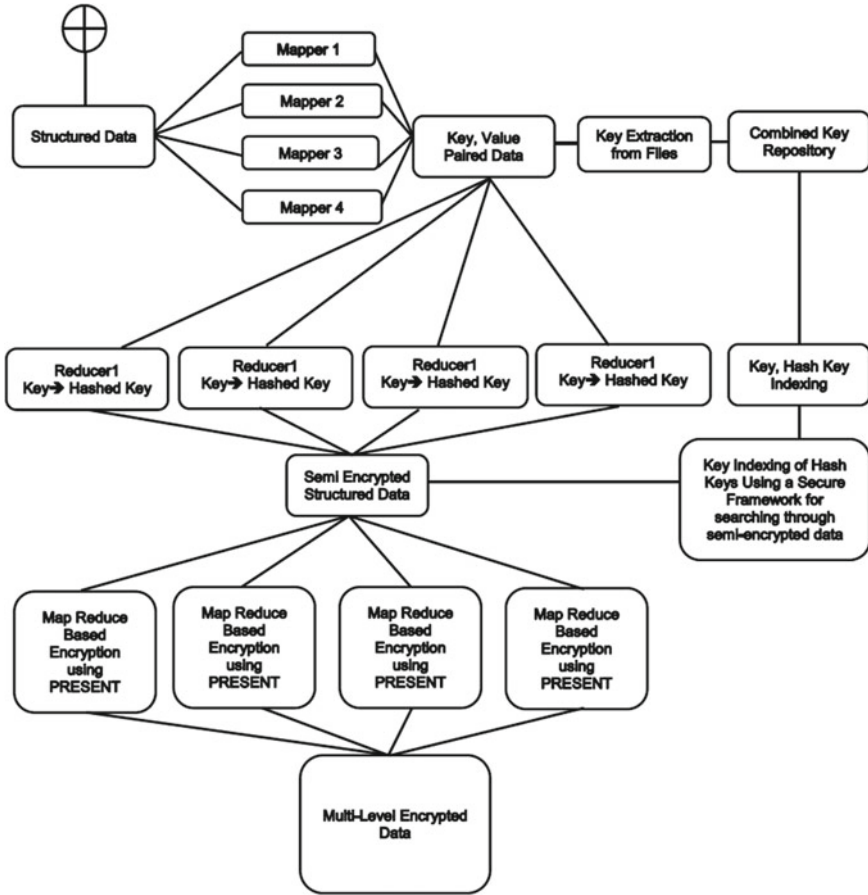 Mapper 1
Mapper 2
Mapper 3
Mapper 4
Structured Data
Key, Value
Paired Data
Key Extraction
from Files
Combined Key
Repository
Reducer1
Key➔ Hashed Key
Reducer1
Key➔ Hashed Key
Reducer1
Key➔ Hashed Key
Reducer1
Key➔ Hashed Key
Key, Hash Key
Indexing
Semi Encrypted
Structured Data
Key Indexing of Hash
Keys Using a Secure
Framework for
searching through
semi-encrypted data
Map Reduce
Based
Encryption
using
PRESENT
Map Reduce
Based
Encryption
using
PRESENT
Map Reduce
Based
Encryption
using
PRESENT
Map Reduce
Based
Encryption
using
PRESENT
Multi-Level Encrypted
Data